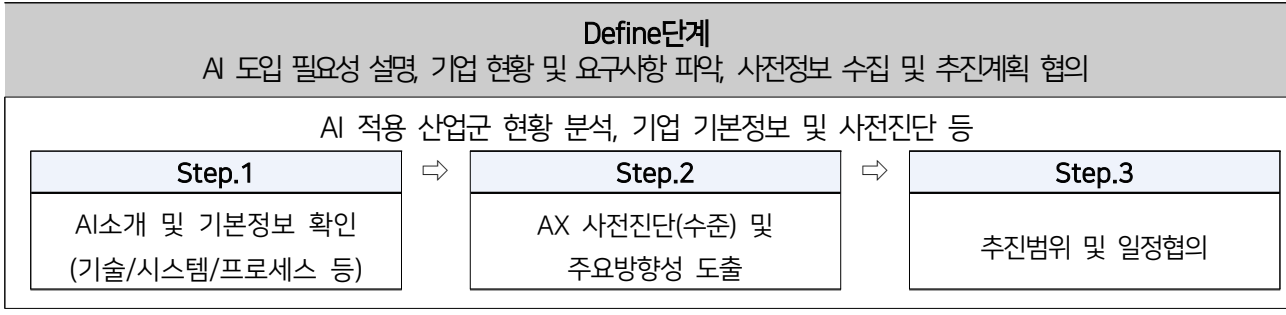 Define단계
AI 도입 필요성 설명, 기업 현황 및 요구사항 파악, 사전정보 수집 및 추진계획 협의
AI 적용 산업군 현황 분석, 기업 기본정보 및 사전진단 등
Step.1 ⇨ Step.2 ⇨ Step.3
AI소개 및 기본정보 확인
(기술/시스템/프로세스 등)
AX 사전진단(수준) 및
주요방향성 도출
추진범위 및 일정협의